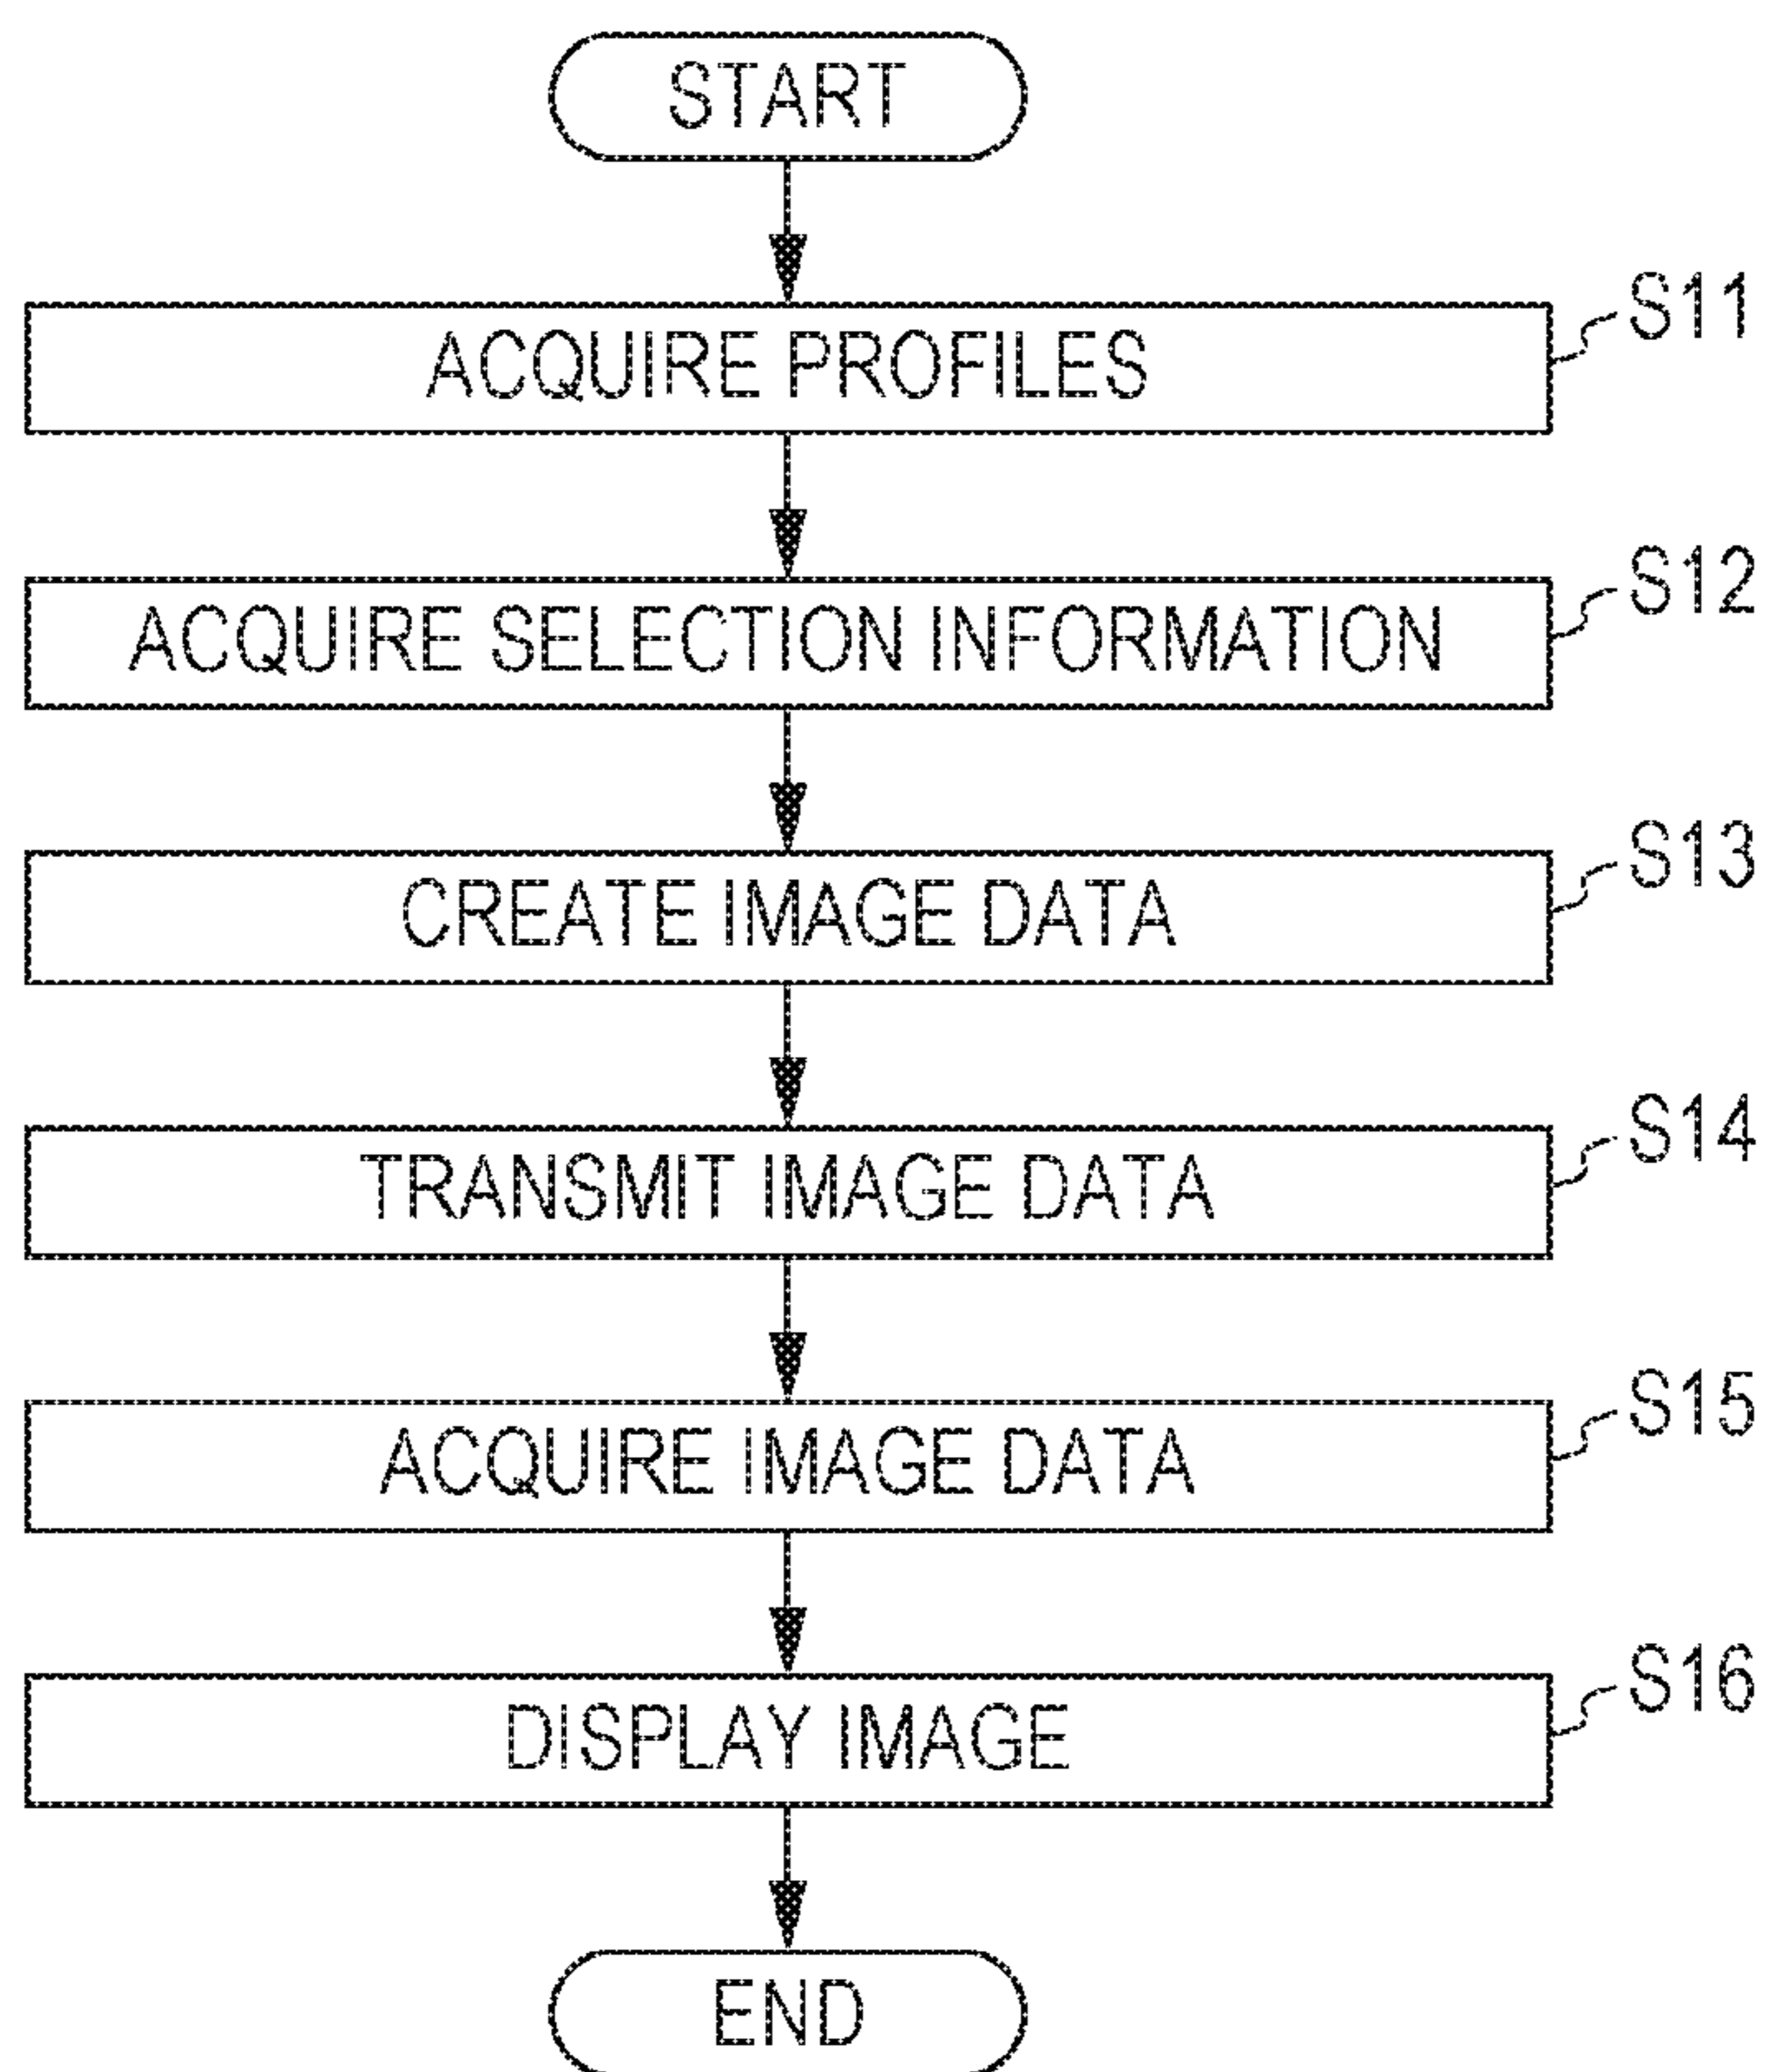 START
ACQUIRE PROFILES
S11
ACQUIRE SELECTION INFORMATION
S12
CREATE IMAGE DATA
S13
TRANSMIT IMAGE DATA
S14
ACQUIRE IMAGE DATA
S15
DISPLAY IMAGE
S16
END